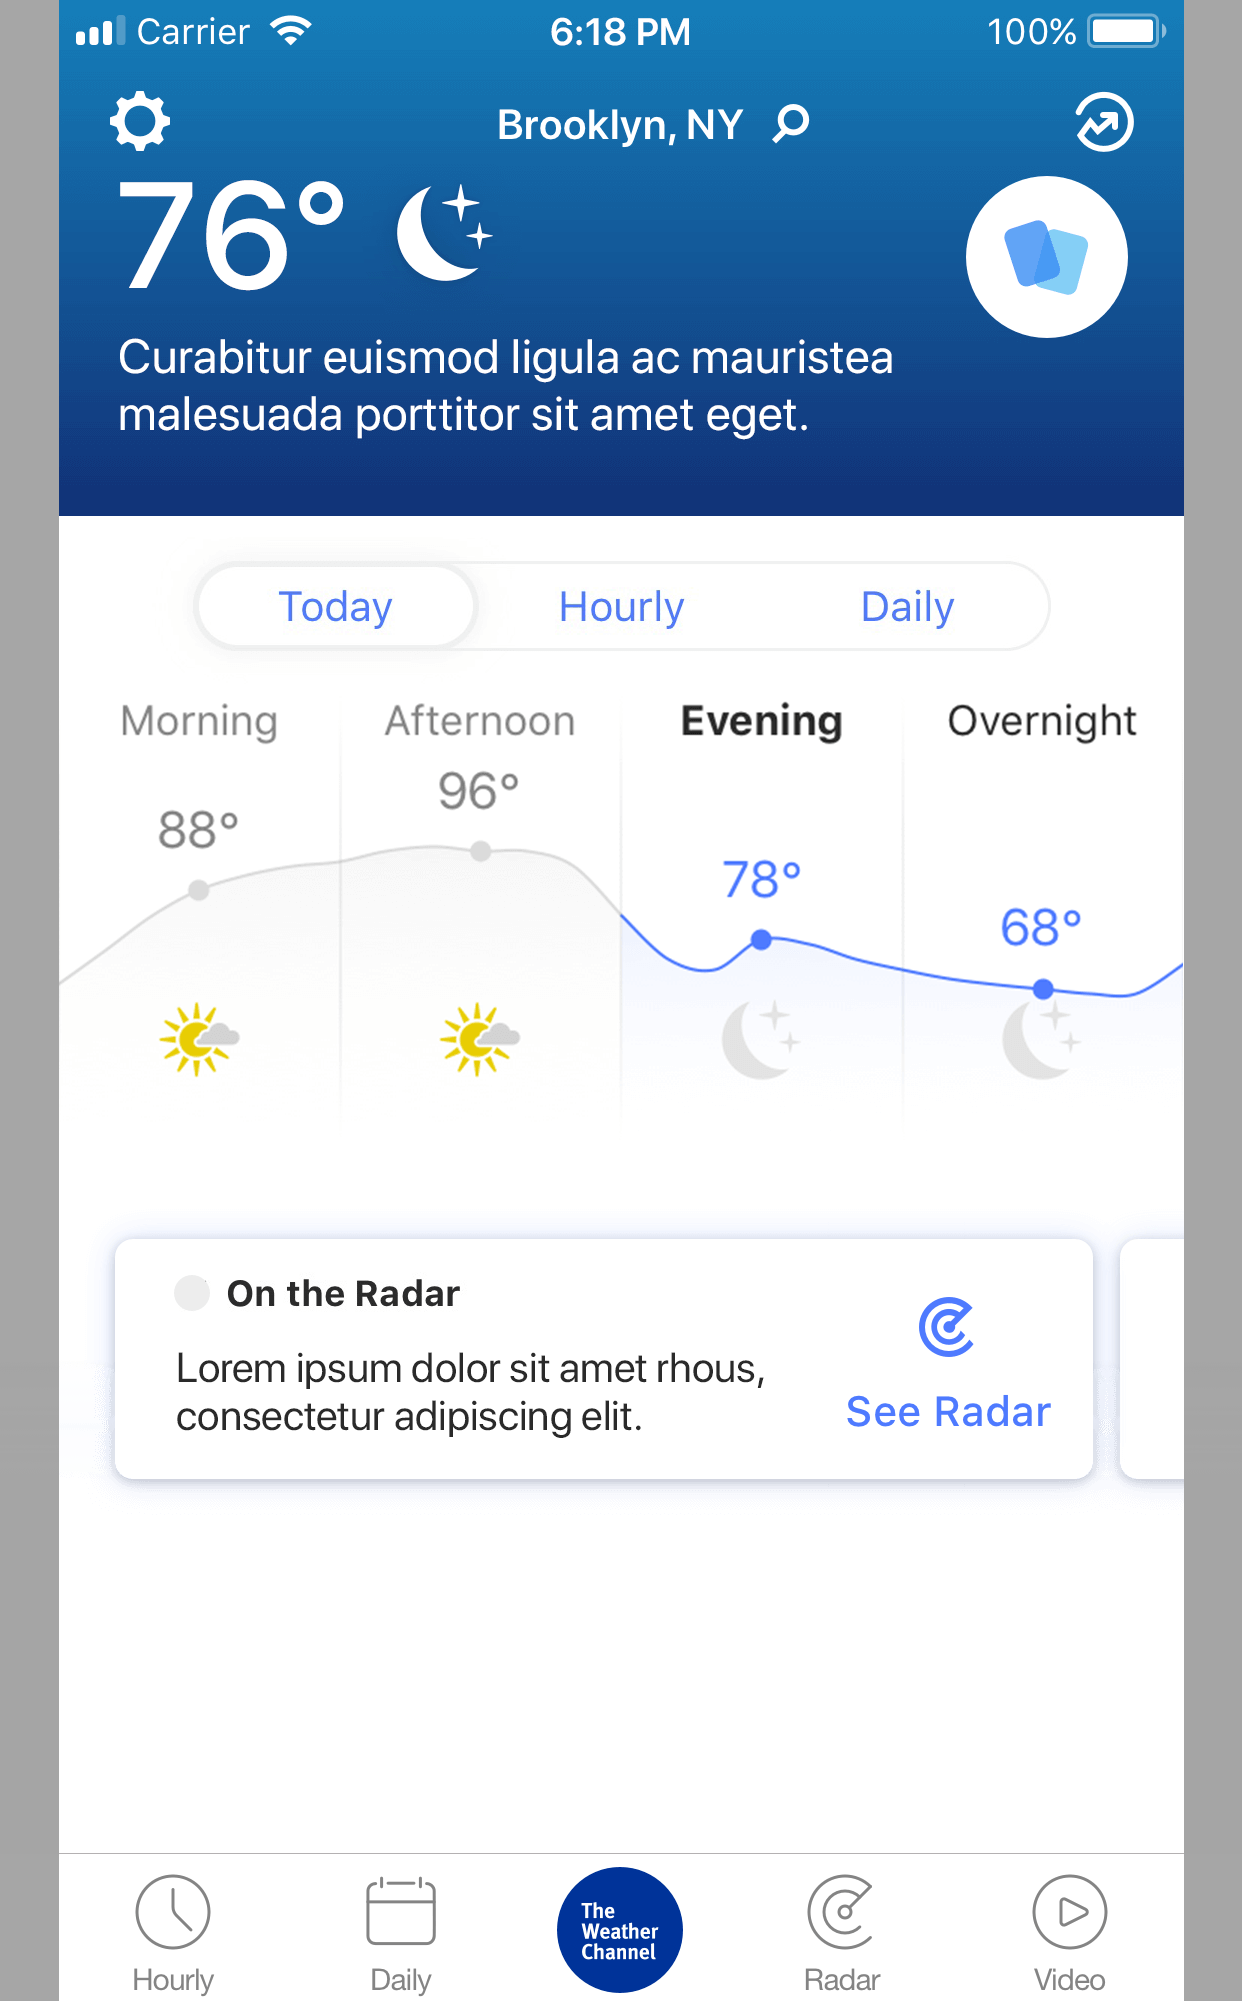 Carrier 6:18 PM 100%
Brooklyn, NY
76°
Curabitur euismod ligula ac mauristea
malesuada porttitor sit amet eget.
Today Hourly Daily
Morning Afternoon Evening Overnight
88° 96° 78° 68°
On the Radar
Lorem ipsum dolor sit amet rhous,
consectetur adipiscing elit.
See Radar
The
Weather
Channel
Hourly Daily Radar Video